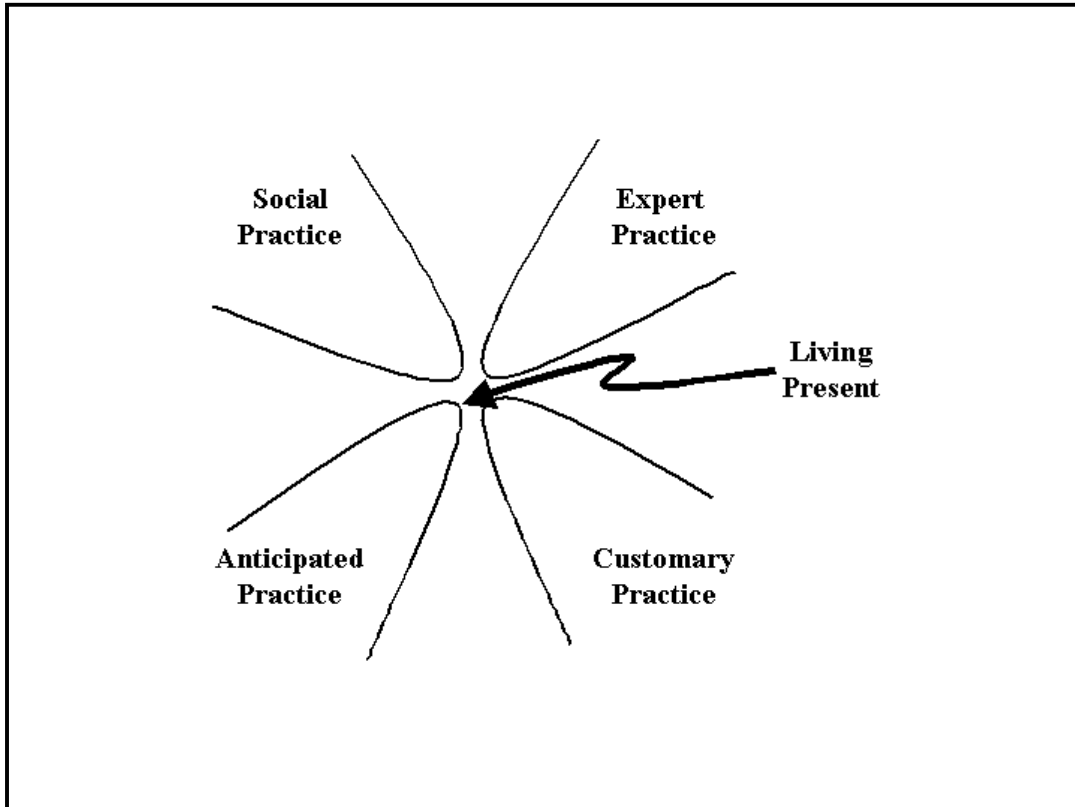 Social
Practice
Expert
Practice
Living
Present
Anticipated
Practice
Customary
Practice